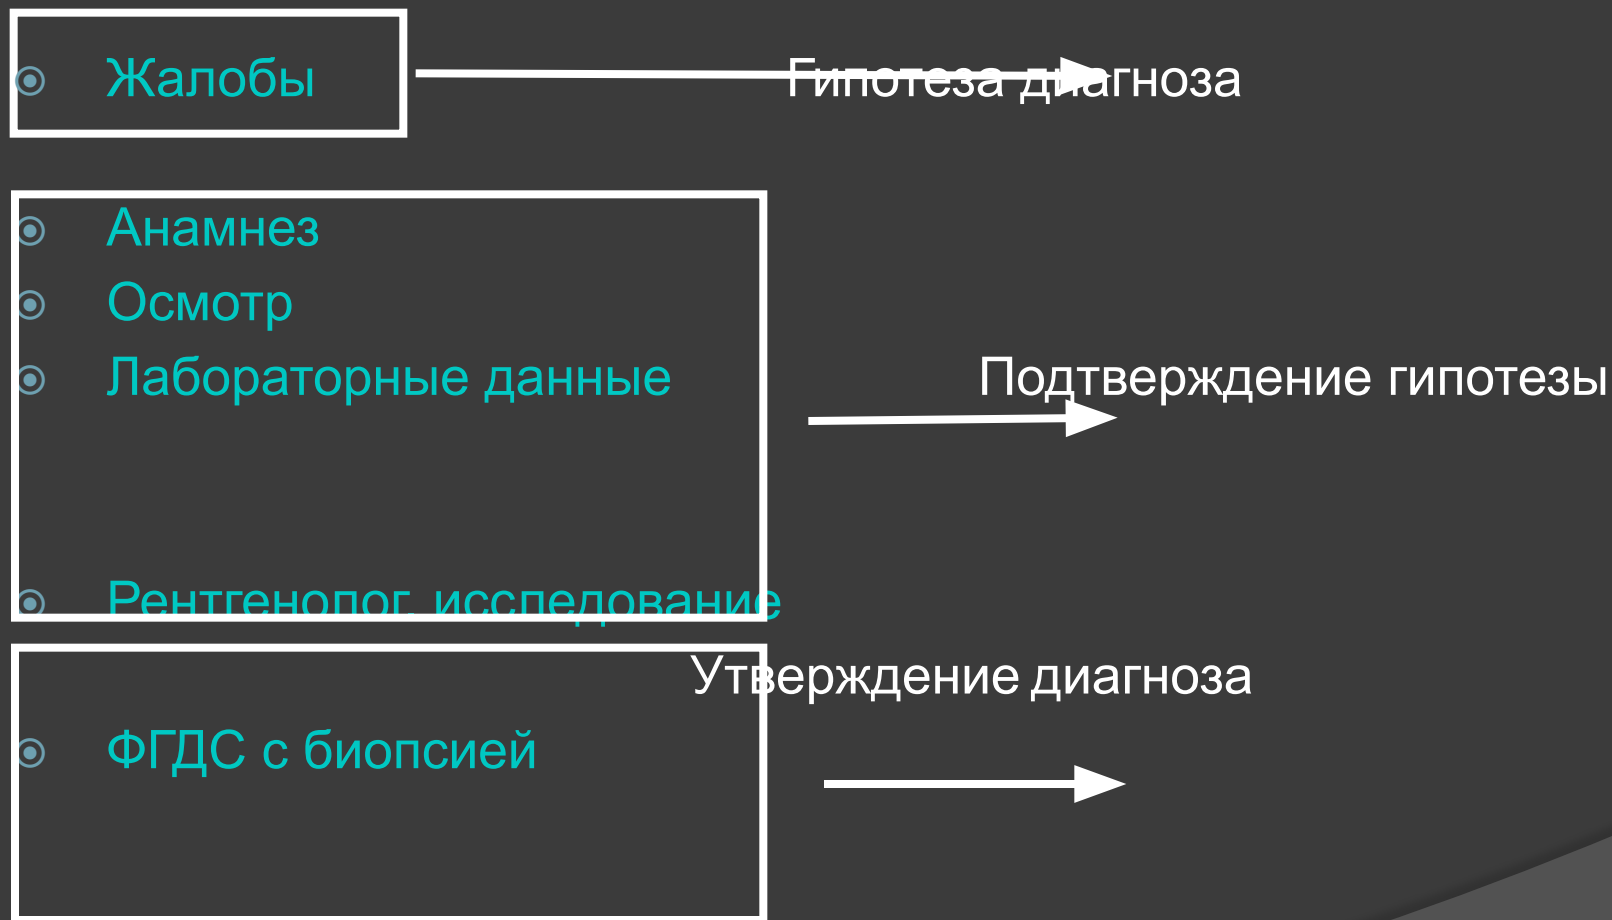 Жалобы Гипотеза диагноза
Анамнез
Осмотр
Лабораторные данные Подтверждение гипотезы
Рентгенолог. исследование
Утверждение диагноза
ФГДС с биопсией